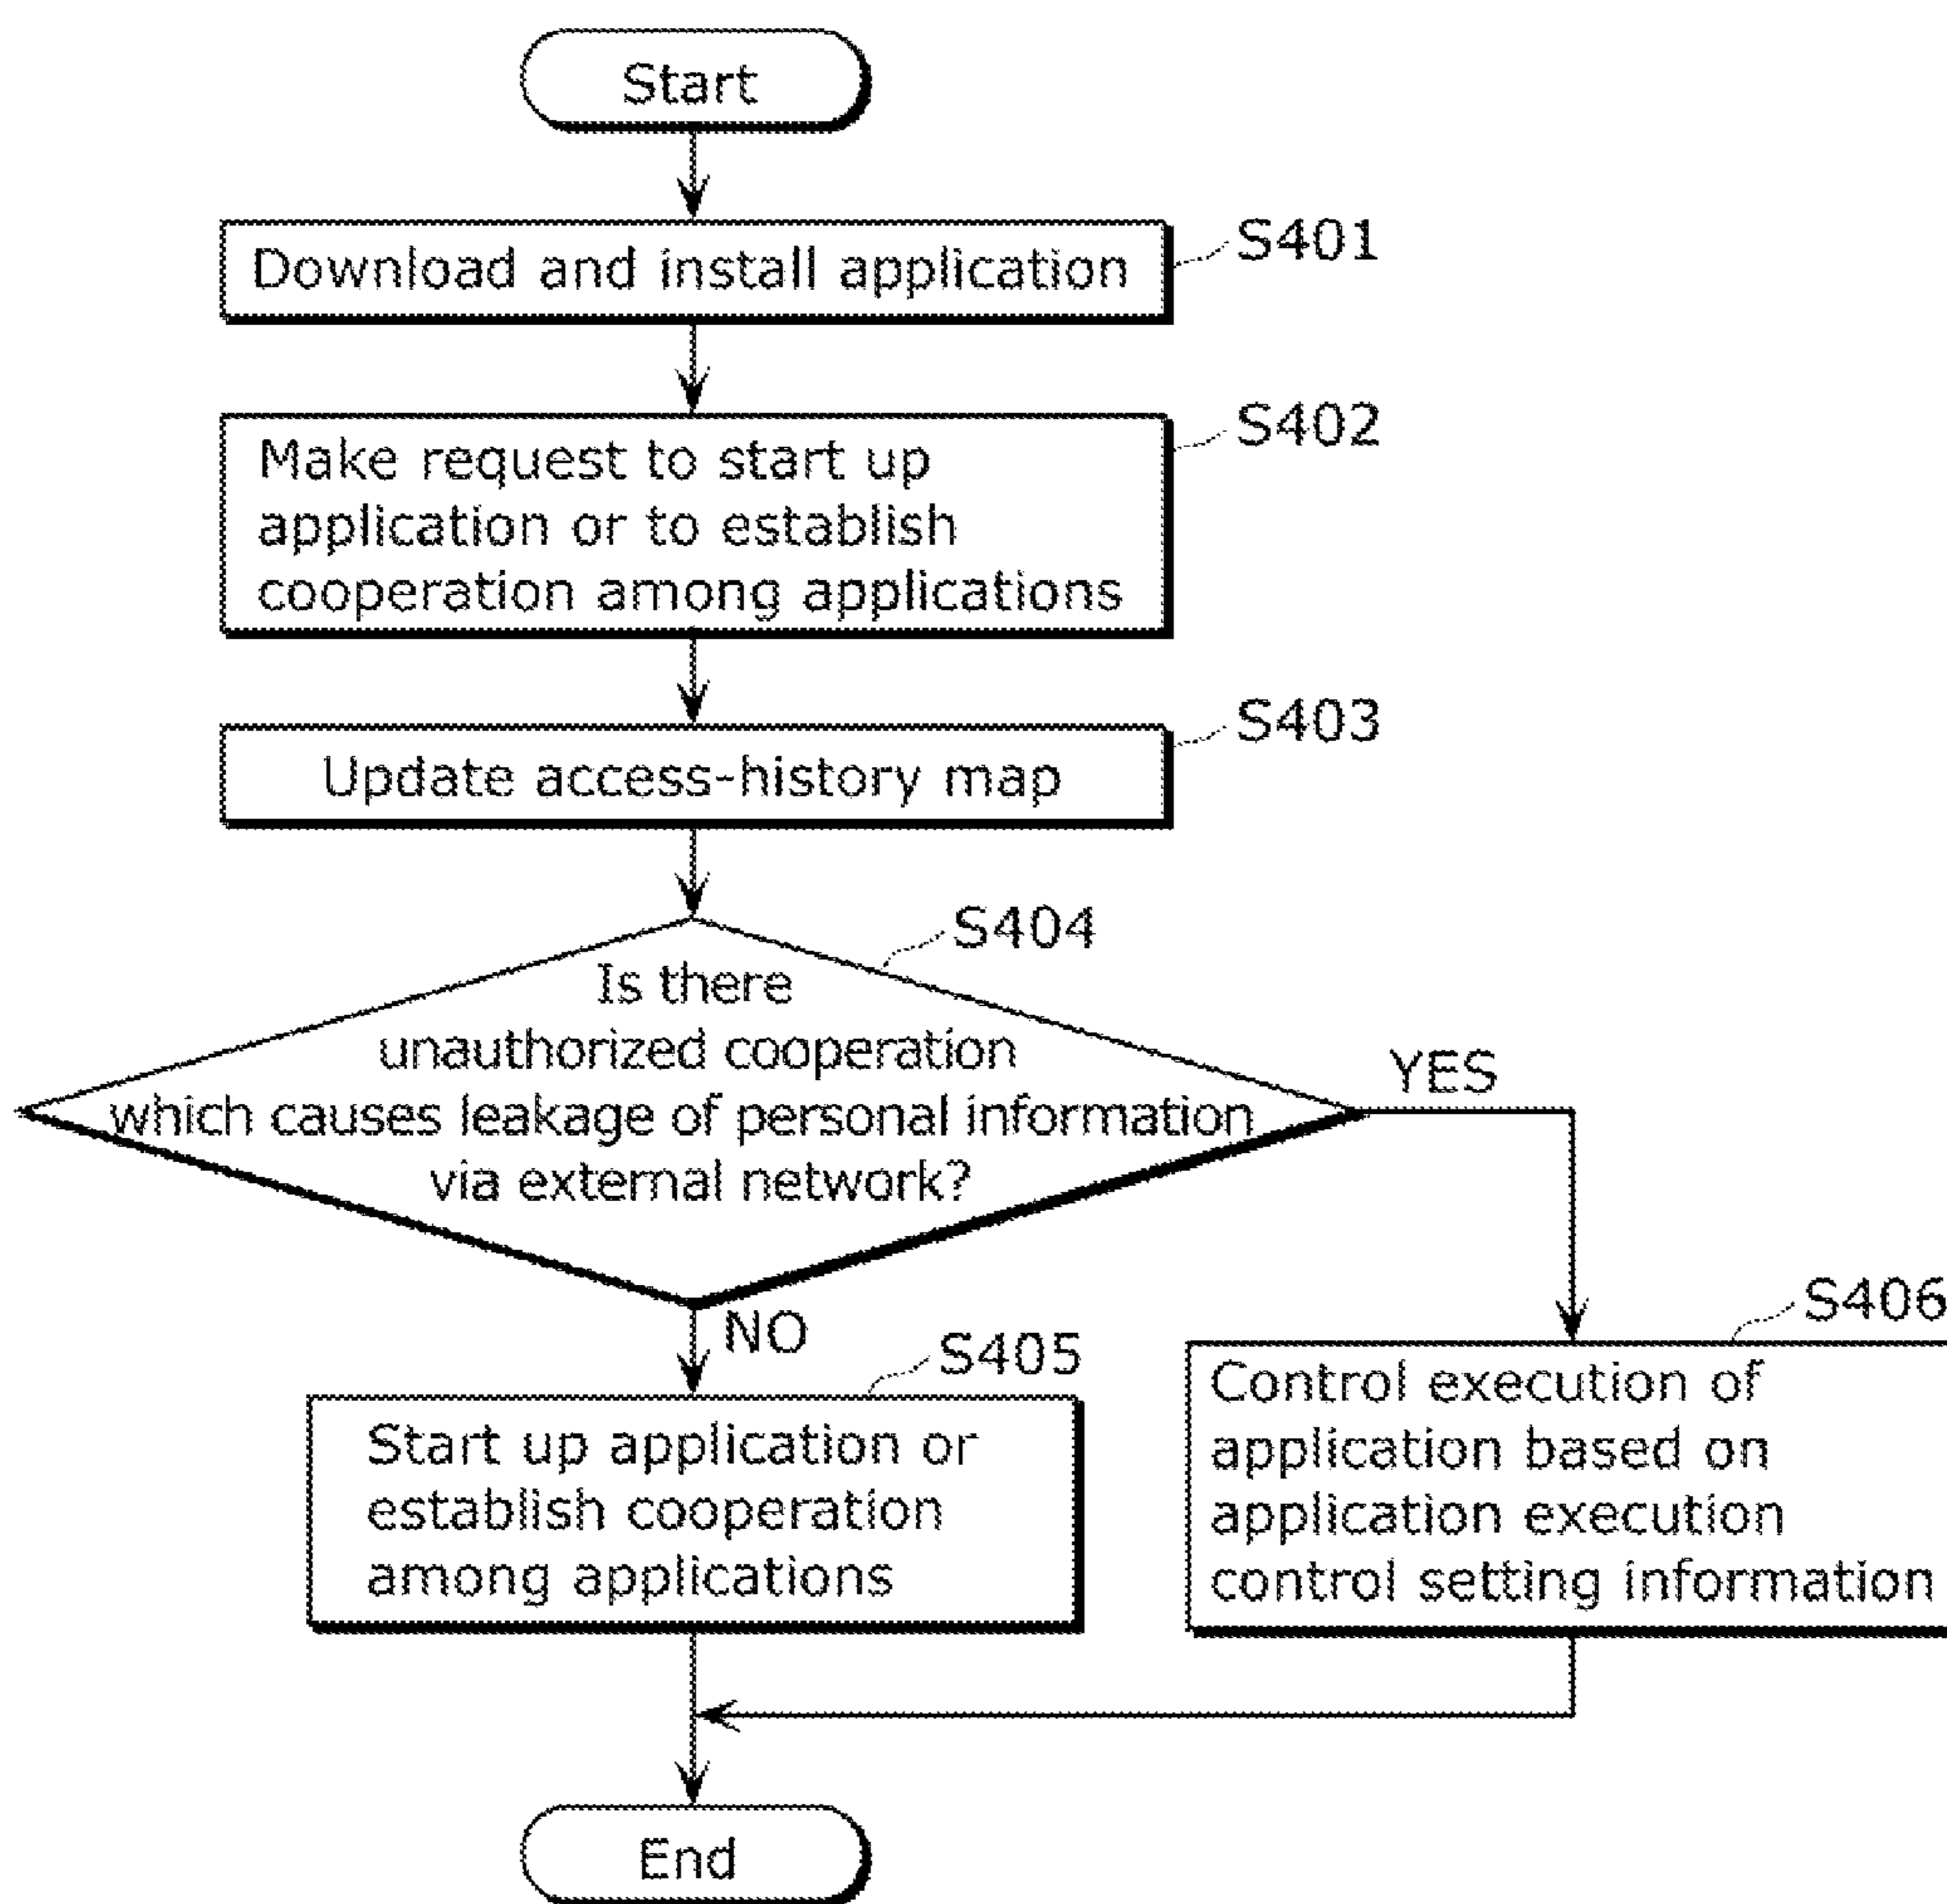 Start
Download and install application
S401
Make request to start up
application or to establish
cooperation among applications
S402
Update access-history map
S403
S404
Is there
unauthorized cooperation
which causes leakage of personal information
via external network?
YES
NO
S405
Start up application or
establish cooperation
among applications
S406
Control execution of
application based on
application execution
control setting information
End